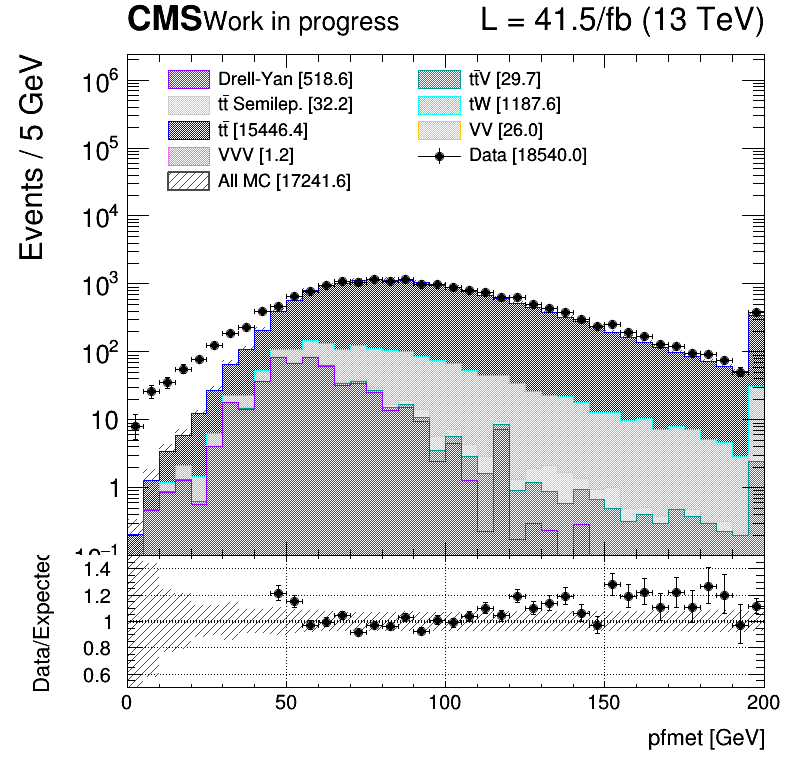 CMS Work in progress L = 41.5/fb (13 TeV)
Events / 5 GeV
10⁶
10⁵
10⁴
10³
10²
10
1
10⁻¹
Drell-Yan [518.6]
tt̄ Semilep. [32.2]
tt̄ [15446.4]
VVV [1.2]
All MC [17241.6]
tt̄V [29.7]
tW [1187.6]
VV [26.0]
Data [18540.0]
Data/Expected
1.4
1.2
1
0.8
0.6
0 50 100 150 200
pfmet [GeV]